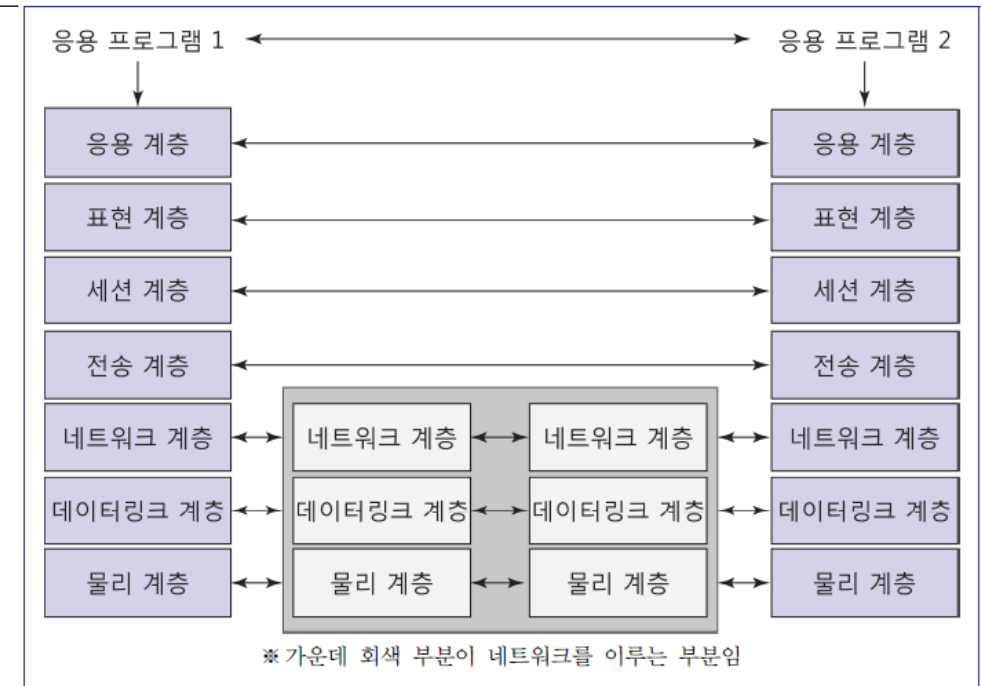 응용 프로그램 1 응용 프로그램 2
응용 계층 응용 계층
표현 계층 표현 계층
세션 계층 세션 계층
전송 계층 전송 계층
네트워크 계층 네트워크 계층 네트워크 계층 네트워크 계층
데이터링크 계층 데이터링크 계층 데이터링크 계층 데이터링크 계층
물리 계층 물리 계층 물리 계층 물리 계층
※ 가운데 회색 부분이 네트워크를 이루는 부분임